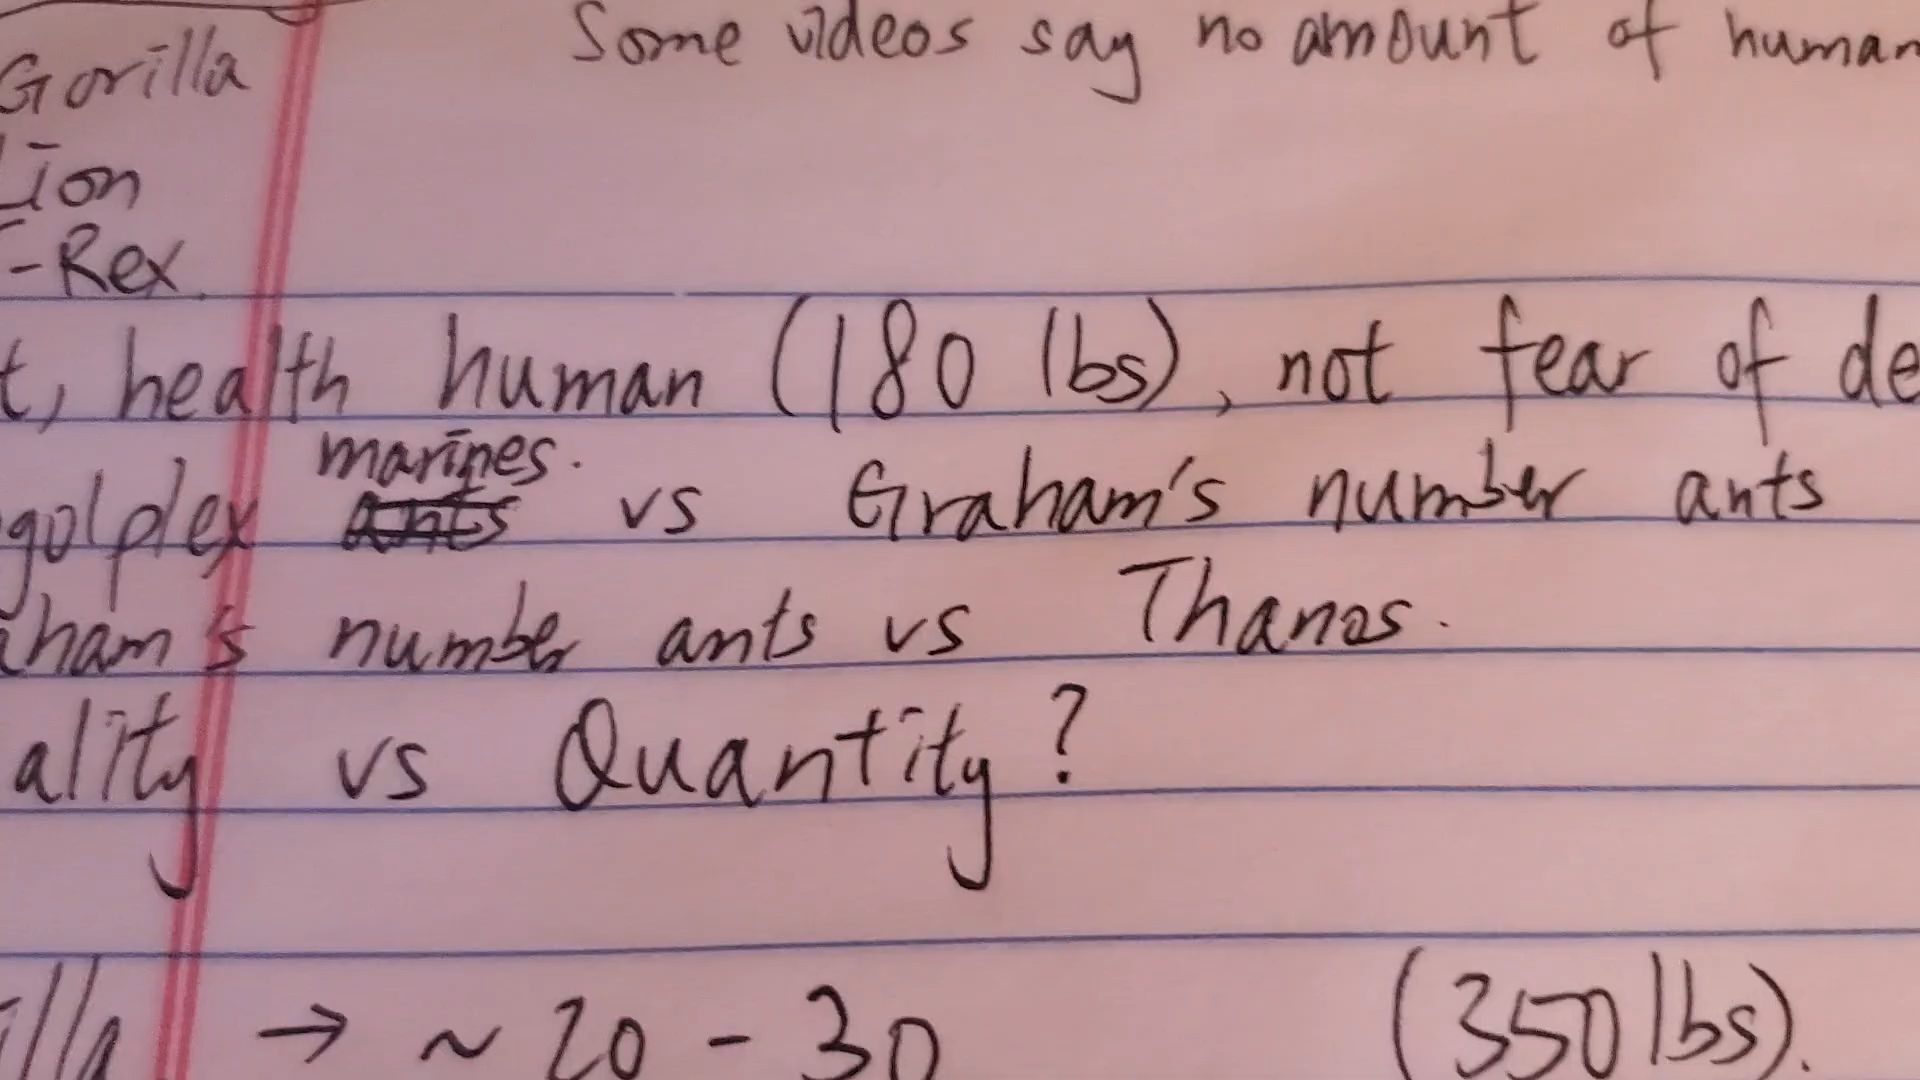 Some videos say no amount of human
Gorilla
Lion
-Rex.
t, health human (180 lbs), not fear of de
golplex marines. vs Graham's number ants
ham's number ants vs Thanos.
ality vs Quantity?
illa → ~ 20 - 30 (350 lbs).